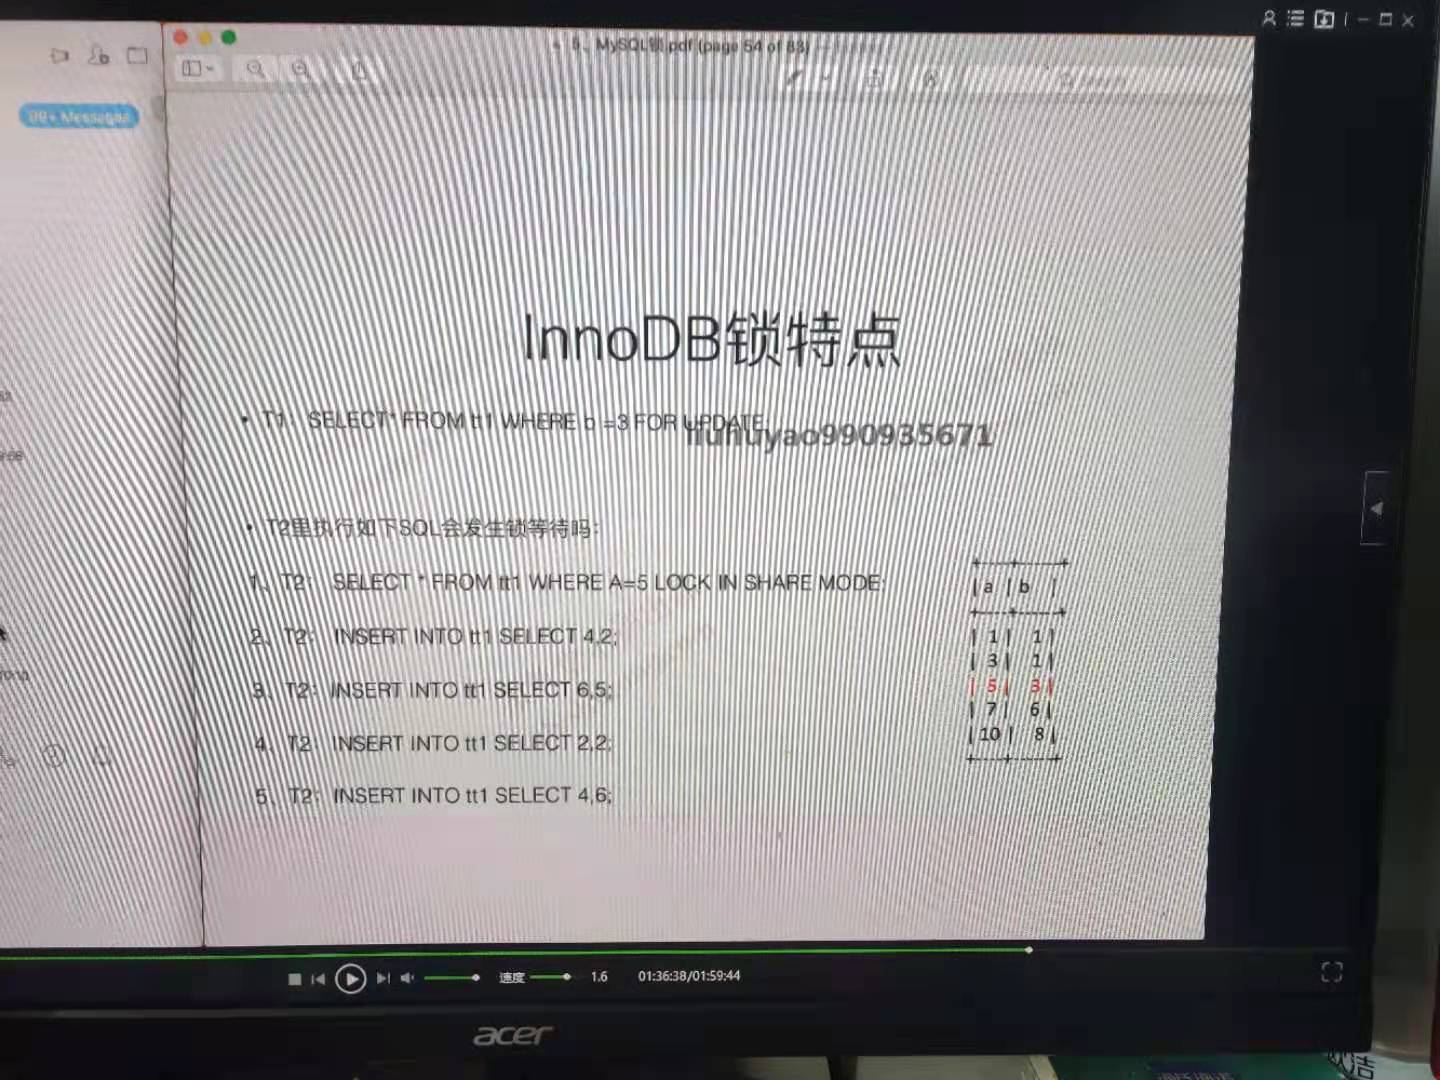 5、MySQL锁.pdf (page 54 of 83)
99+ Messages
InnoDB锁特点
• T1：SELECT* FROM tt1 WHERE b =3 FOR UPDATE;
liuhuyao990935671
• T2里执行如下SQL会发生锁等待吗：
1、T2： SELECT * FROM tt1 WHERE A=5 LOCK IN SHARE MODE;
2、T2： INSERT INTO tt1 SELECT 4,2;
3、T2：INSERT INTO tt1 SELECT 6,5;
4、T2：INSERT INTO tt1 SELECT 2,2;
5、T2：INSERT INTO tt1 SELECT 4,6;
| a | b |
| 1 | 1 |
| 3 | 1 |
| 5 | 3 |
| 7 | 6 |
| 10 | 8 |
速度 1.6 01:36:38/01:59:44
acer